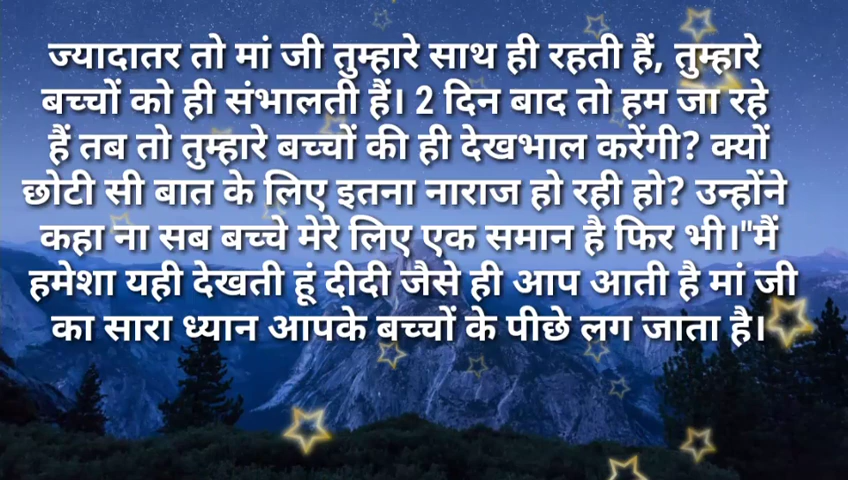 ज्यादातर तो मां जी तुम्हारे साथ ही रहती हैं, तुम्हारे
बच्चों को ही संभालती हैं। 2 दिन बाद तो हम जा रहे
हैं तब तो तुम्हारे बच्चों की ही देखभाल करेंगी? क्यों
छोटी सी बात के लिए इतना नाराज हो रही हो? उन्होंने
कहा ना सब बच्चे मेरे लिए एक समान है फिर भी।"मैं
हमेशा यही देखती हूं दीदी जैसे ही आप आती है मां जी
का सारा ध्यान आपके बच्चों के पीछे लग जाता है।